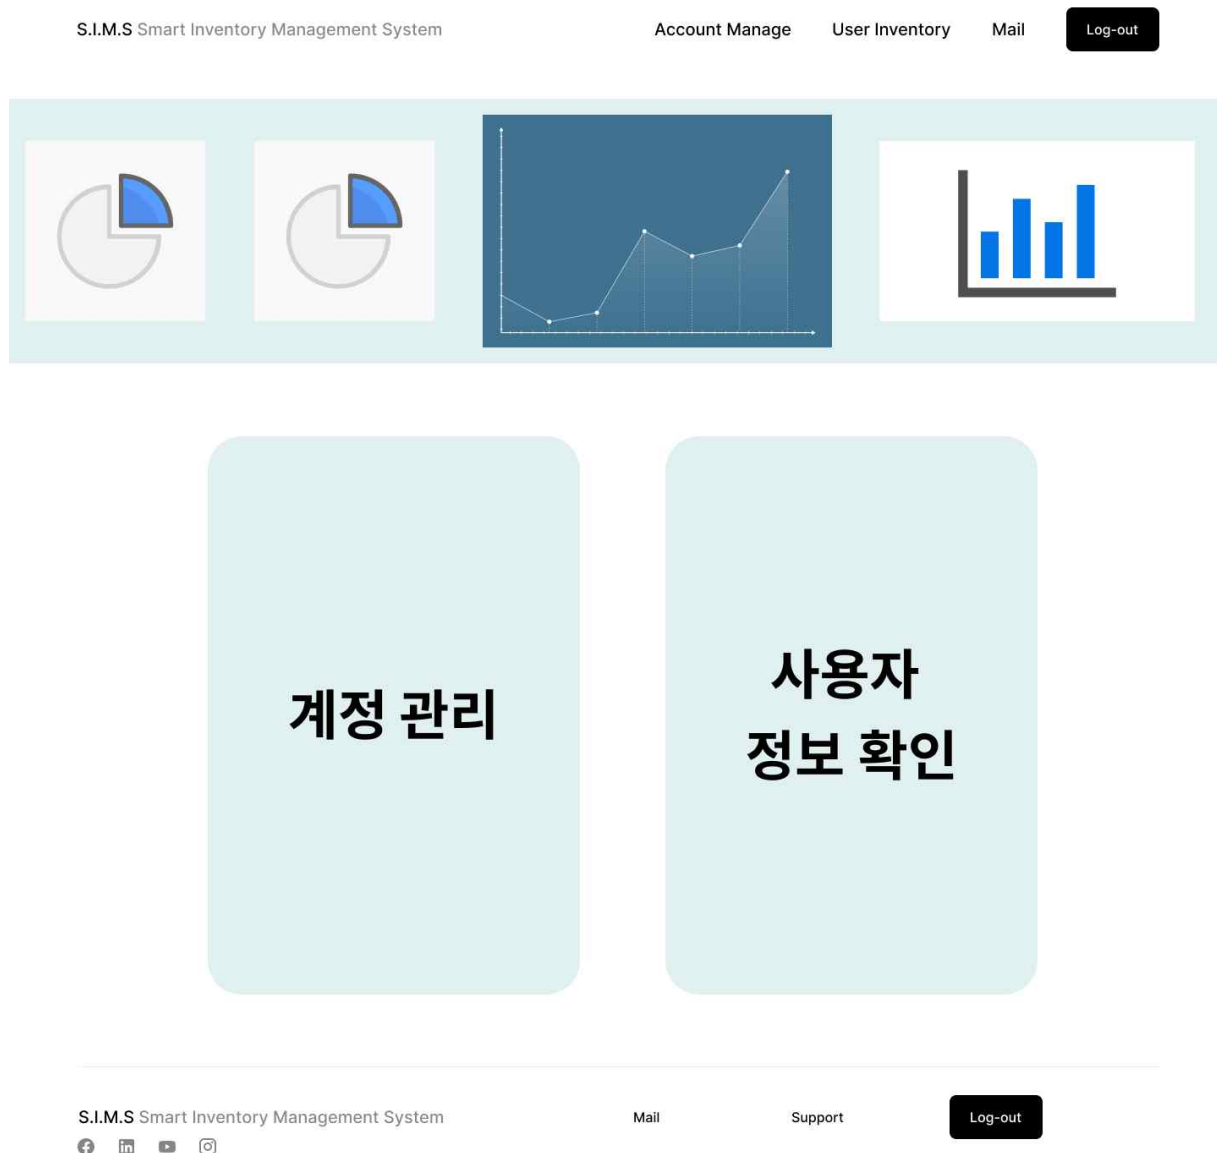 S.I.M.S Smart Inventory Management System
Account Manage
User Inventory
Mail
Log-out
계정 관리
사용자
정보 확인
S.I.M.S Smart Inventory Management System
Mail
Support
Log-out